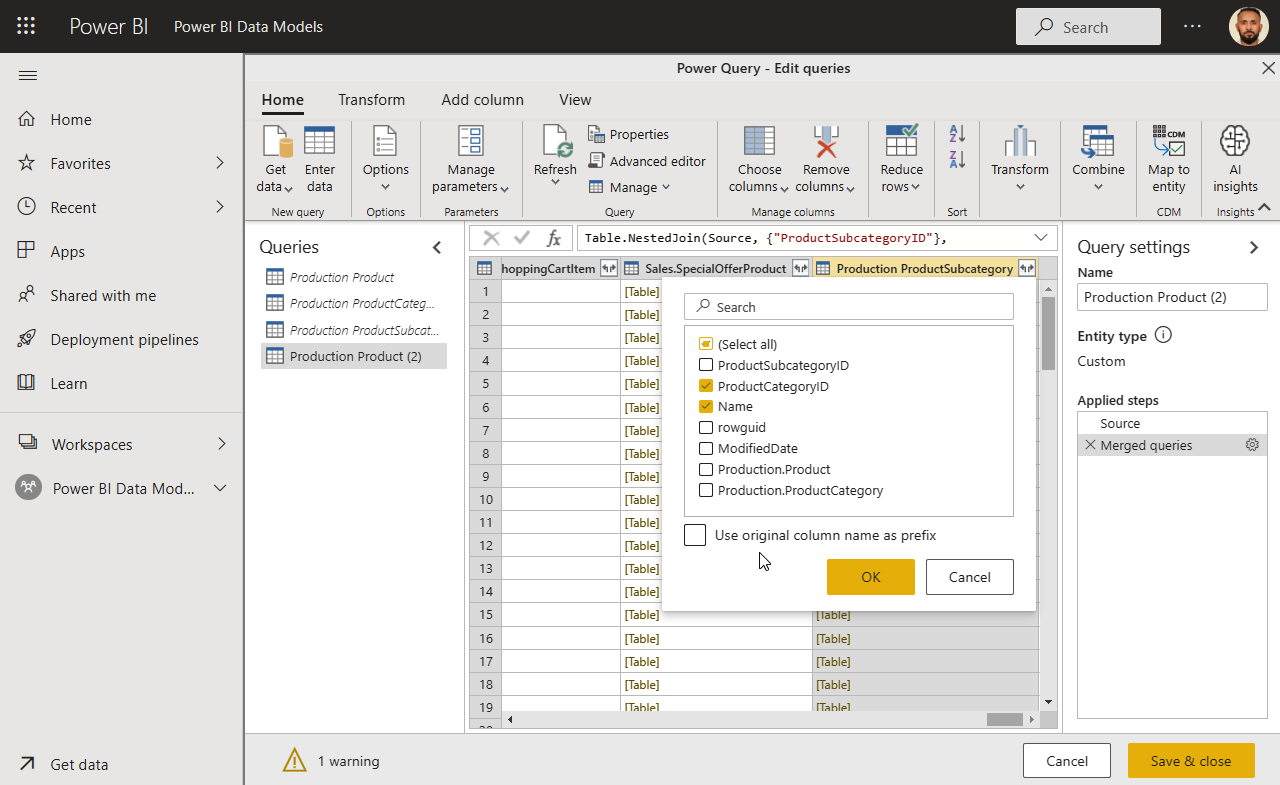 Power BI
Power BI Data Models
Search
Power Query - Edit queries
Home
Favorites
Recent
Apps
Shared with me
Deployment pipelines
Learn
Workspaces
Power BI Data Mod...
Get data
Home Transform Add column View
Get data
Enter data
New query
Options
Options
Manage parameters
Parameters
Refresh
Properties
Advanced editor
Manage
Query
Choose columns
Remove columns
Manage columns
Reduce rows
A
Z
Z
A
Sort
Transform
Combine
CDM
Map to entity
CDM
AI insights
Insights
Queries
Production Product
Production ProductCateg...
Production ProductSubcat...
Production Product (2)
fx
Table.NestedJoin(Source, {"ProductSubcategoryID"},
hoppingCartItem Sales.SpecialOfferProduct Production ProductSubcategory
1 [Table]
2 [Table]
3 [Table]
4 [Table]
5 [Table]
6 [Table]
7 [Table]
8 [Table]
9 [Table]
10 [Table]
11 [Table]
12 [Table]
13 [Table]
14 [Table]
15 [Table] [Table]
16 [Table] [Table]
17 [Table] [Table]
18 [Table] [Table]
19 [Table] [Table]
Search
(Select all)
ProductSubcategoryID
ProductCategoryID
Name
rowguid
ModifiedDate
Production.Product
Production.ProductCategory
Use original column name as prefix
OK
Cancel
Query settings
Name
Production Product (2)
Entity type
Custom
Applied steps
Source
Merged queries
1 warning
Cancel
Save & close